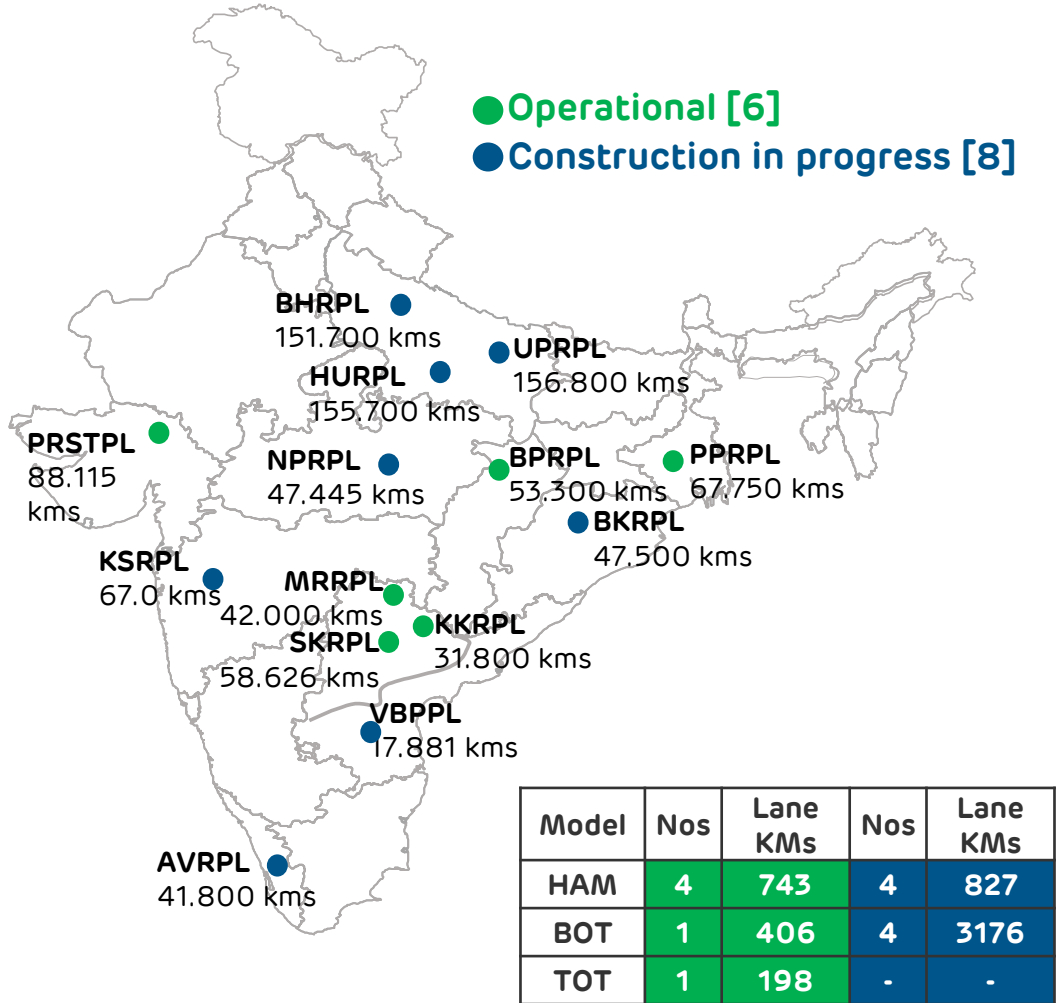 Operational [6]
Construction in progress [8]
BHRPL
151.700 kms
UPRPL
156.800 kms
HURPL
155.700 kms
PRSTPL
88.115
kms
NPRPL
47.445 kms
BPRPL
53.300 kms
PPRPL
67.750 kms
BKRPL
47.500 kms
KSRPL
67.0 kms
MRRPL
42.000 kms
KKRPL
31.800 kms
SKRPL
58.626 kms
VBPPL
17.881 kms
AVRPL
41.800 kms
Model Nos Lane KMs Nos Lane KMs
HAM 4 743 4 827
BOT 1 406 4 3176
TOT 1 198 - -